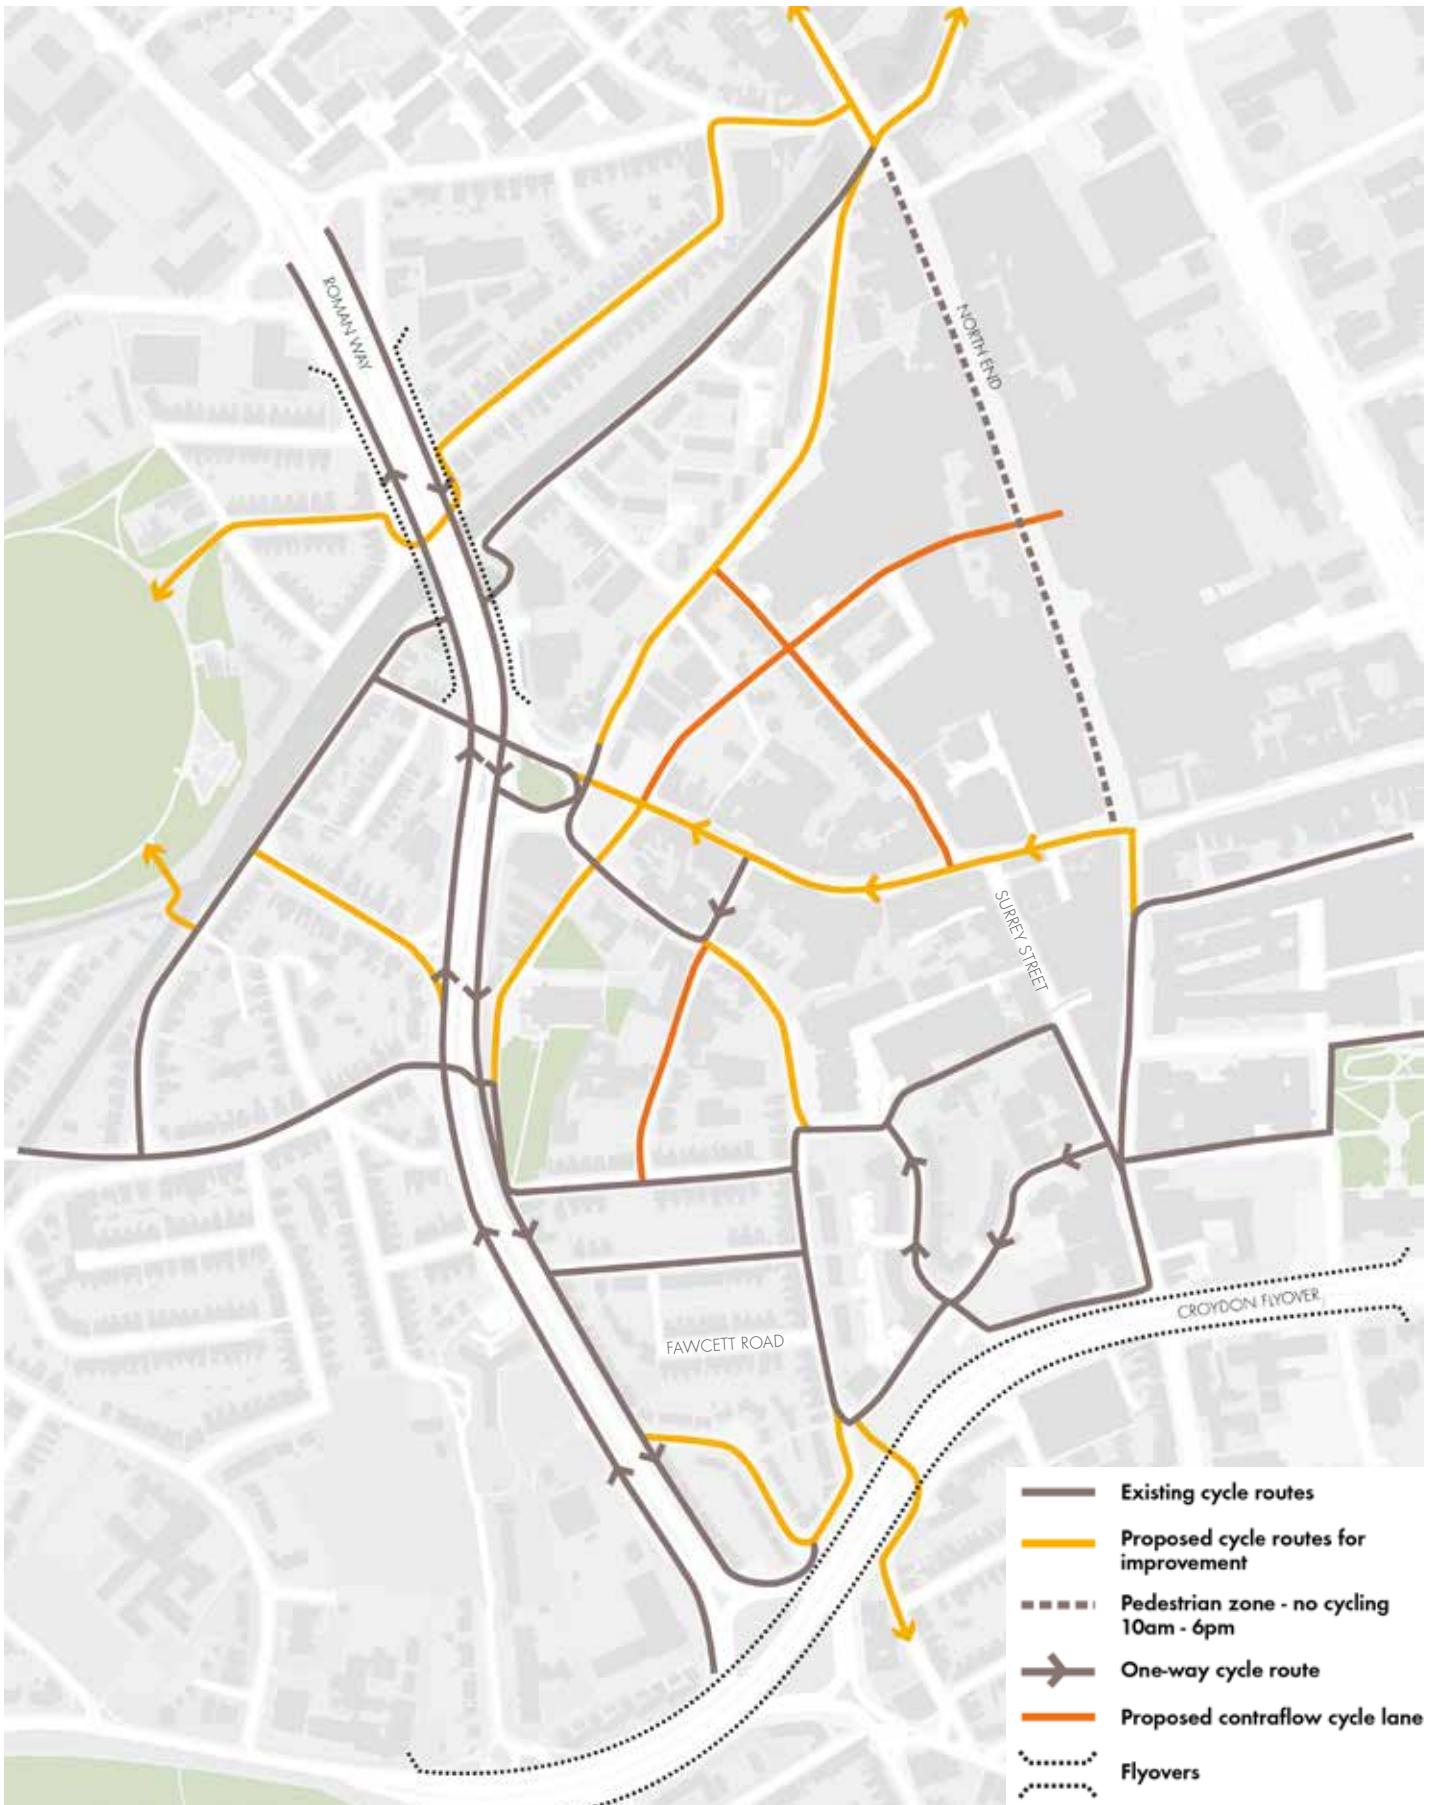 ROMAN WAY
NORTH END
SURREY STREET
CROYDON FLYOVER
FAWCETT ROAD
Existing cycle routes
Proposed cycle routes for
improvement
Pedestrian zone - no cycling
10am - 6pm
One-way cycle route
Proposed contraflow cycle lane
Flyovers